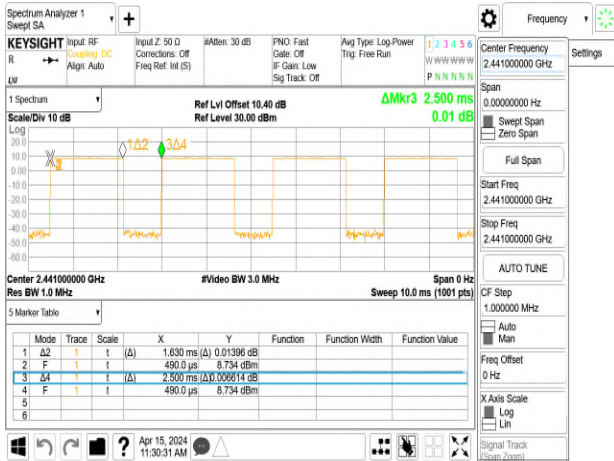 Spectrum Analyzer 1
Swept SA
+
Frequency
KEYSIGHT
Input: RF
Coupling: DC
Align: Auto
Input Z: 50 Ω
Corrections: Off
Freq Ref: Int (S)
#Atten: 30 dB
PNO: Fast
Gate: Off
IF Gain: Low
Sig Track: Off
Avg Type: Log-Power
Trig: Free Run
1 2 3 4 5 6
W W W W W W
P N N N N N
R
LXI
1 Spectrum
Scale/Div 10 dB
Ref Lvl Offset 10.40 dB
Ref Level 30.00 dBm
ΔMkr3 2.500 ms
0.01 dB
Log
20.0
10.0
0.00
-10.0
-20.0
-30.0
-40.0
-50.0
-60.0
1Δ2
3Δ4
Center 2.441000000 GHz
#Video BW 3.0 MHz
Span 0 Hz
Res BW 1.0 MHz
Sweep 10.0 ms (1001 pts)
5 Marker Table
Mode Trace Scale X Y Function Function Width Function Value
1 Δ2 1 t (Δ) 1.630 ms (Δ) 0.01396 dB
2 F 1 t 490.0 µs 8.734 dBm
3 Δ4 1 t (Δ) 2.500 ms (Δ) 0.006614 dB
4 F 1 t 490.0 µs 8.734 dBm
5
6
?
Apr 15, 2024
11:30:31 AM
Center Frequency
2.441000000 GHz
Settings
Span
0.00000000 Hz
Swept Span
Zero Span
Full Span
Start Freq
2.441000000 GHz
Stop Freq
2.441000000 GHz
AUTO TUNE
CF Step
1.000000 MHz
Auto
Man
Freq Offset
0 Hz
X Axis Scale
Log
Lin
Signal Track
(Span Zoom)